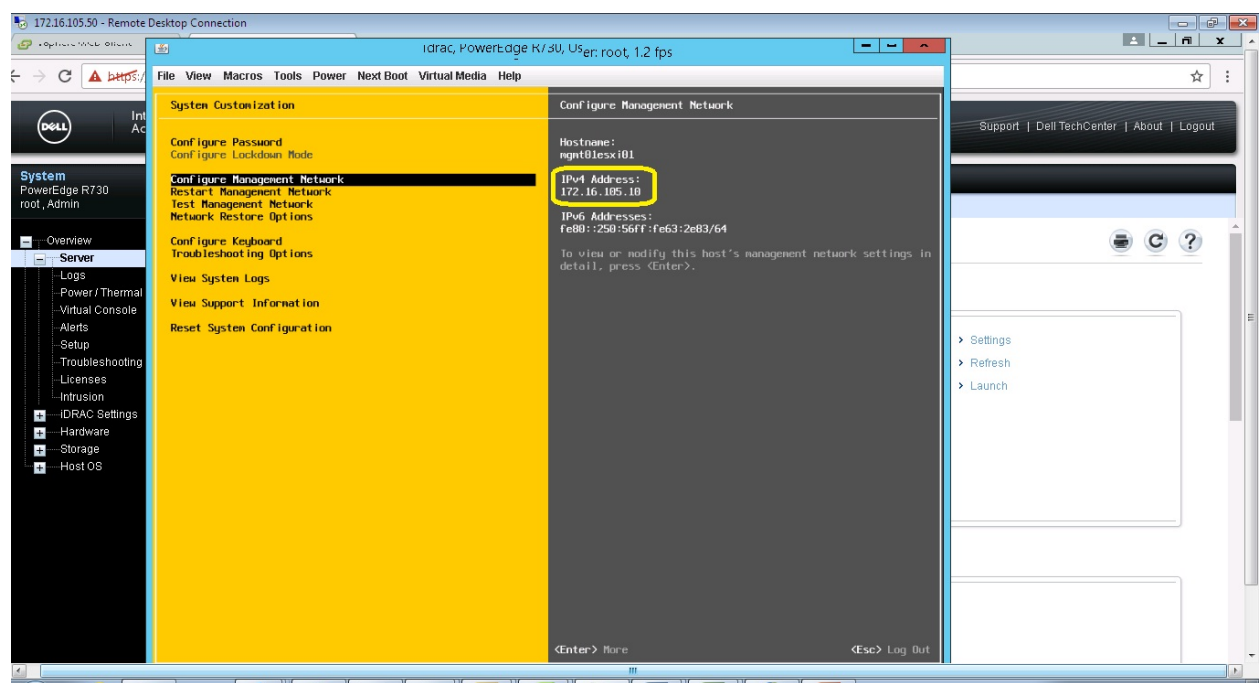 172.16.105.50 - Remote Desktop Connection
idrac, PowerEdge R730, User: root, 1.2 fps
https:/
File View Macros Tools Power Next Boot Virtual Media Help
DELL
Int
Ac
Support | Dell TechCenter | About | Logout
System
PowerEdge R730
root , Admin
Overview
Server
Logs
Power / Thermal
Virtual Console
Alerts
Setup
Troubleshooting
Licenses
Intrusion
iDRAC Settings
Hardware
Storage
Host OS
System Customization
Configure Password
Configure Lockdown Mode
Configure Management Network
Restart Management Network
Test Management Network
Network Restore Options
Configure Keyboard
Troubleshooting Options
View System Logs
View Support Information
Reset System Configuration
Configure Management Network
Hostname:
mgmt01esxi01
IPv4 Address:
172.16.105.10
IPv6 Addresses:
fe80::250:56ff:fe63:2e83/64
To view or modify this host's management network settings in
detail, press <Enter>.
<Enter> More
<Esc> Log Out
Settings
Refresh
Launch